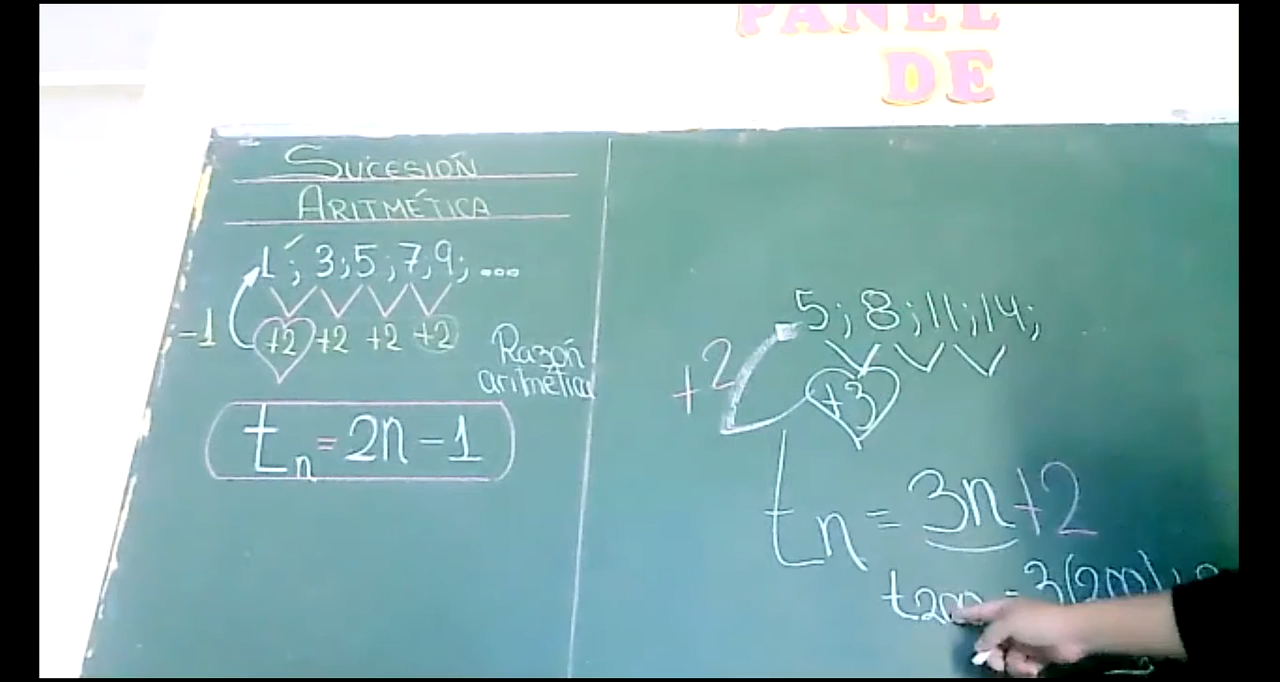 PANEL
DE
SUCESIÓN
ARITMÉTICA
1; 3; 5; 7; 9; ...
-1 +2 +2 +2 +2
Razón
aritmética
tn = 2n - 1
5; 8; 11; 14;
+2
+3
tn = 3n + 2